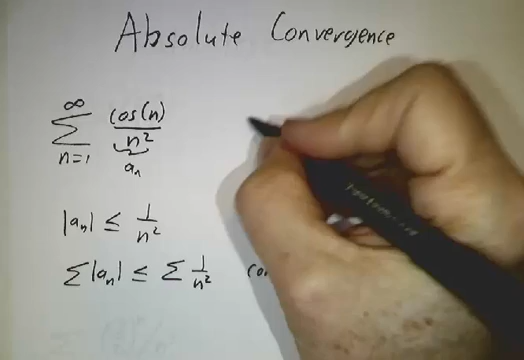 Absolute Convergence
∞
∑ cos(n)/n²
n=1
aₙ
|aₙ| ≤ 1/n²
∑|aₙ| ≤ ∑ 1/n²